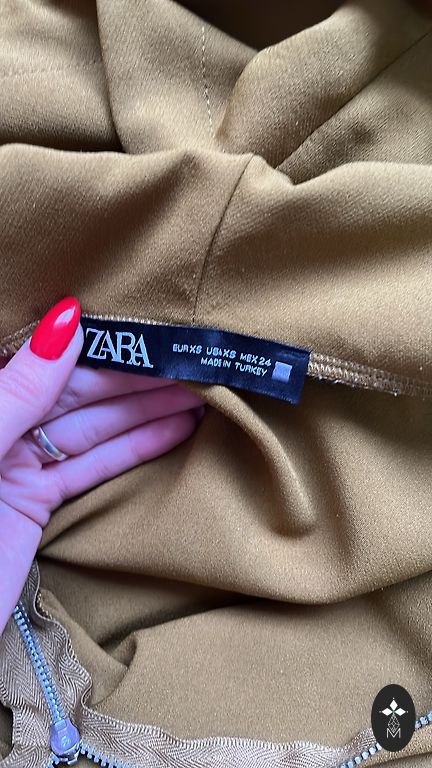 ZARA
EUR XS USA XS MEX 24
MADE IN TURKEY